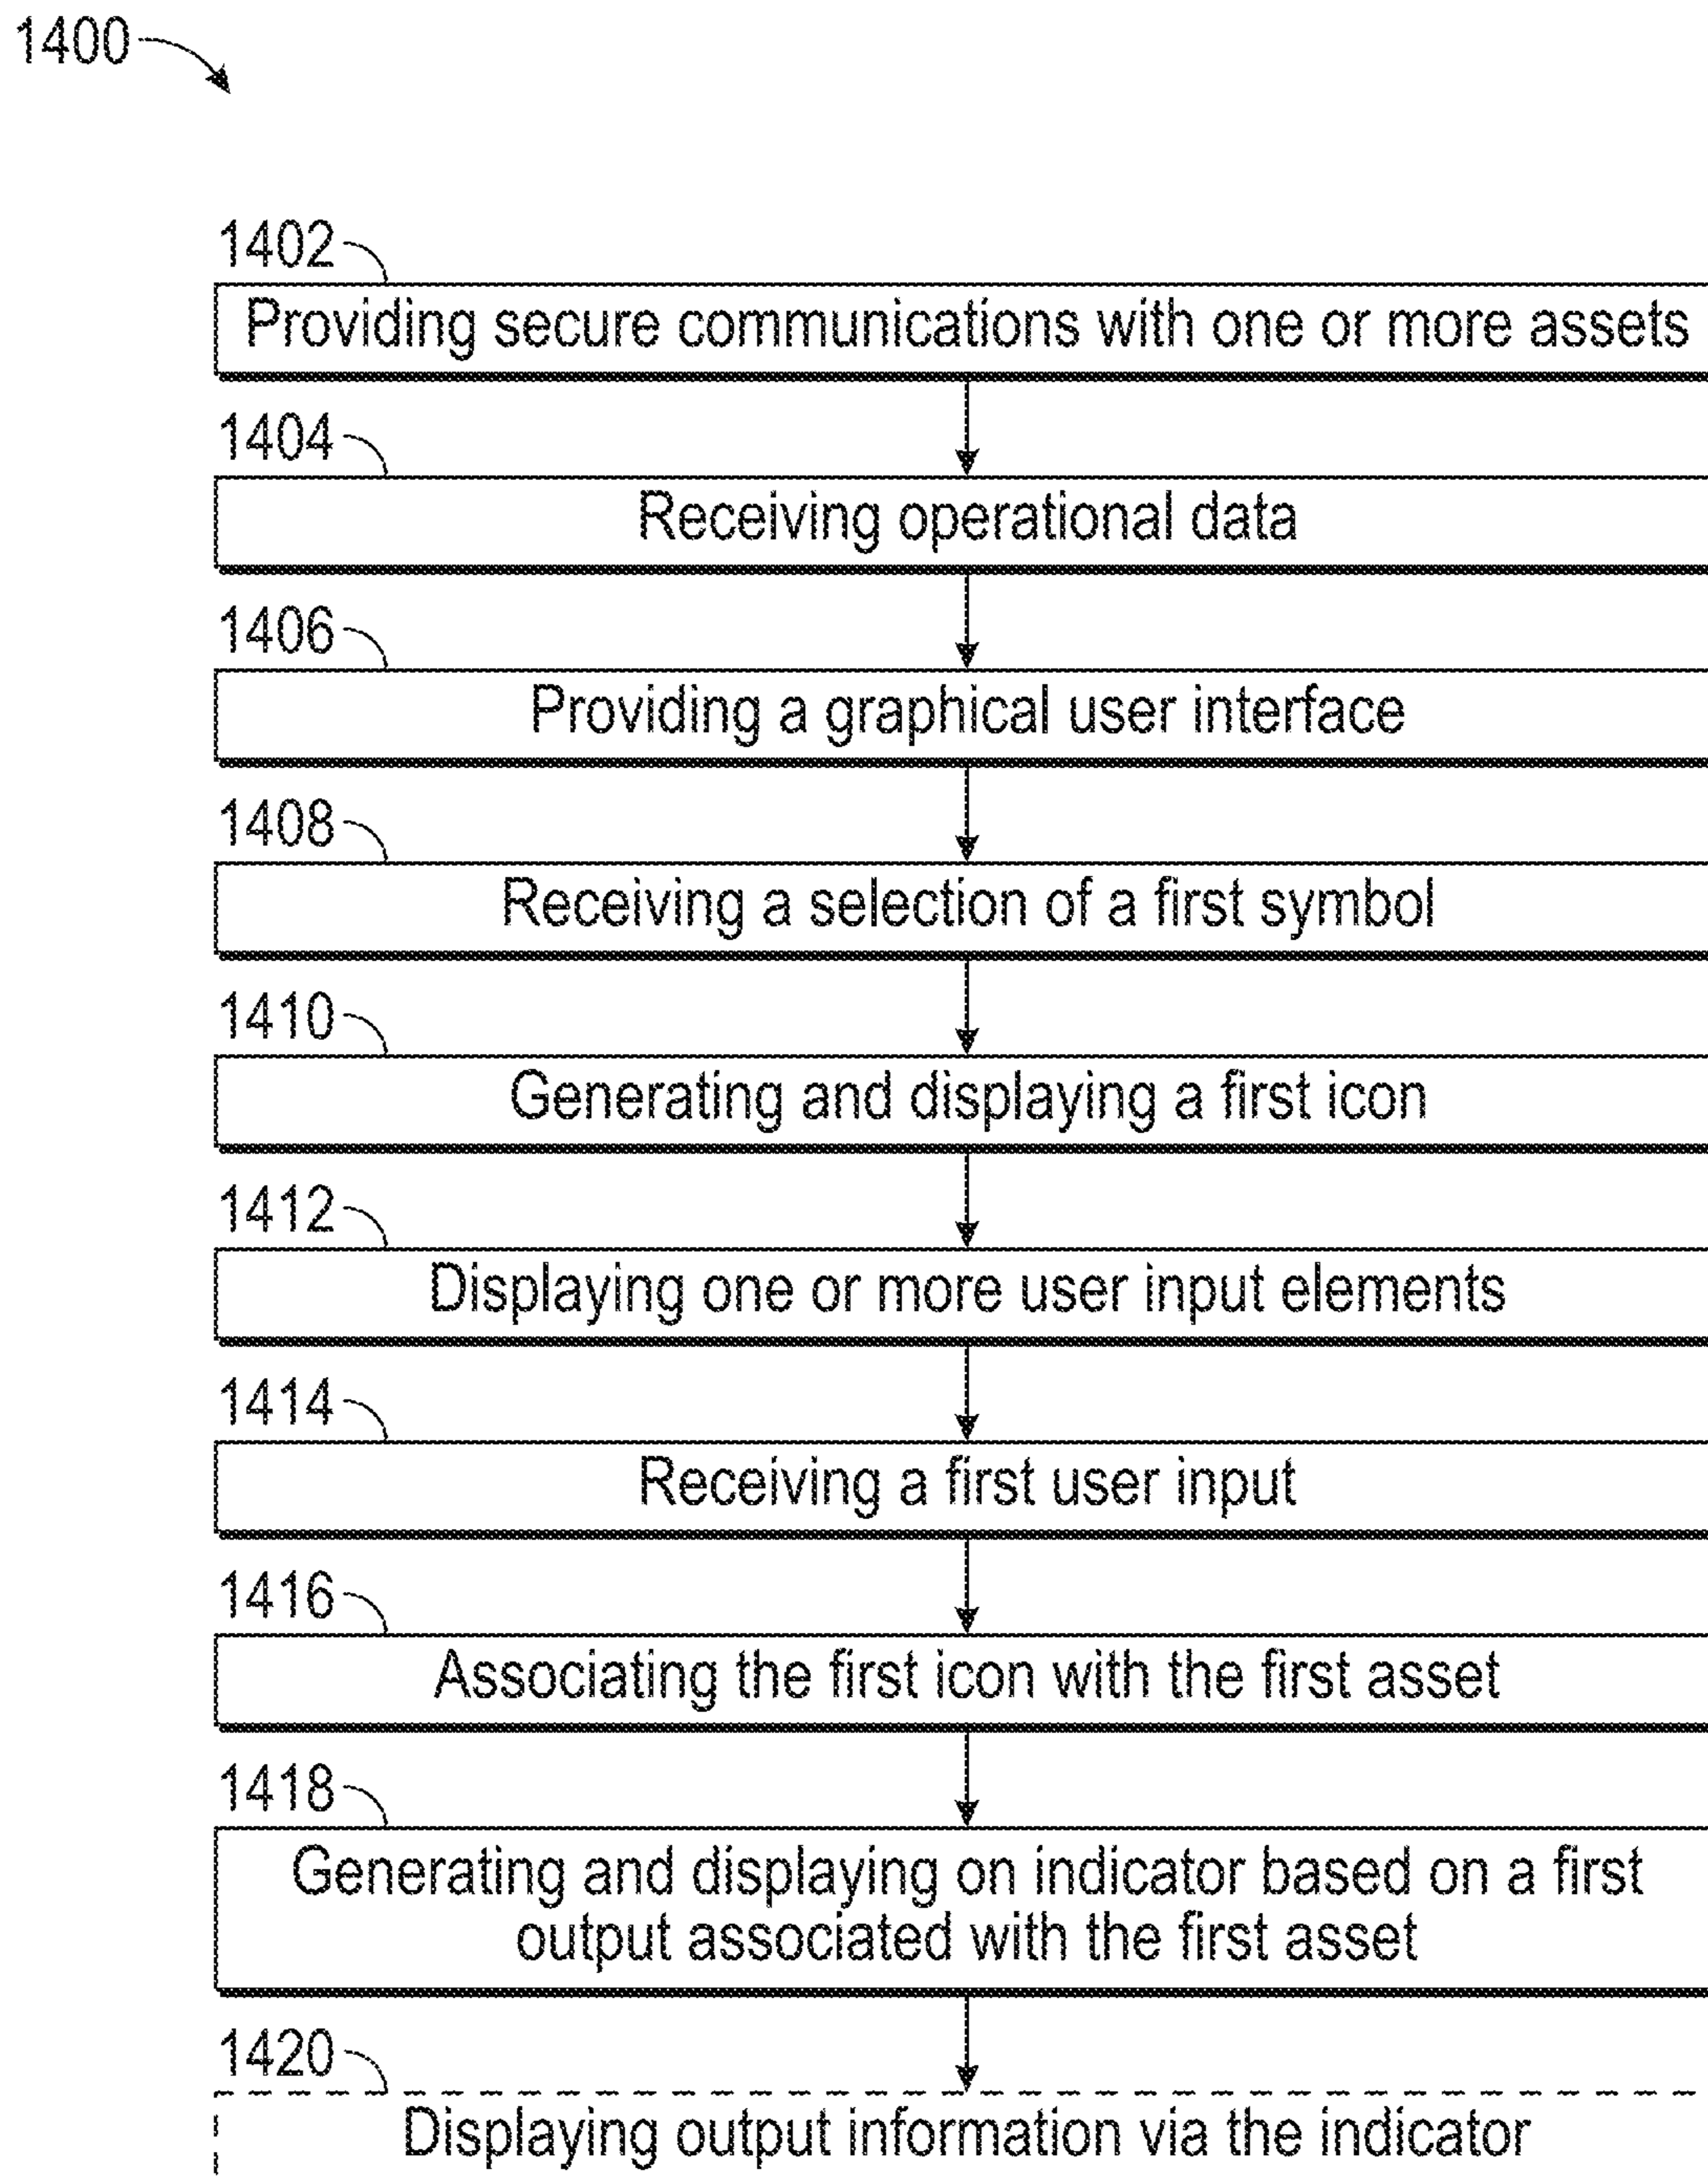 1400
1402
Providing secure communications with one or more assets
1404
Receiving operational data
1406
Providing a graphical user interface
1408
Receiving a selection of a first symbol
1410
Generating and displaying a first icon
1412
Displaying one or more user input elements
1414
Receiving a first user input
1416
Associating the first icon with the first asset
1418
Generating and displaying on indicator based on a first
output associated with the first asset
1420
Displaying output information via the indicator